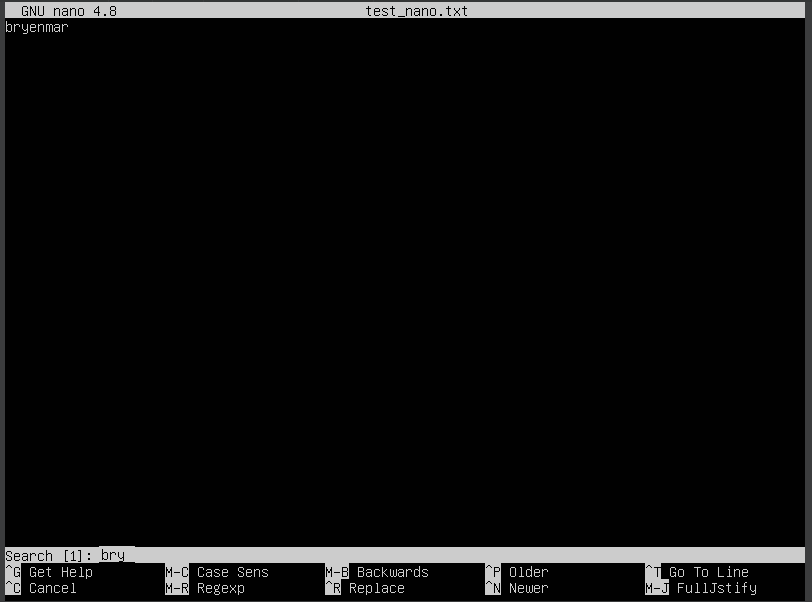 GNU nano 4.8 test_nano.txt
bryenmar
Search [1]: bry
^G Get Help M-C Case Sens M-B Backwards ^P Older ^T Go To Line
^C Cancel M-R Regexp ^R Replace ^N Newer M-J FullJstify